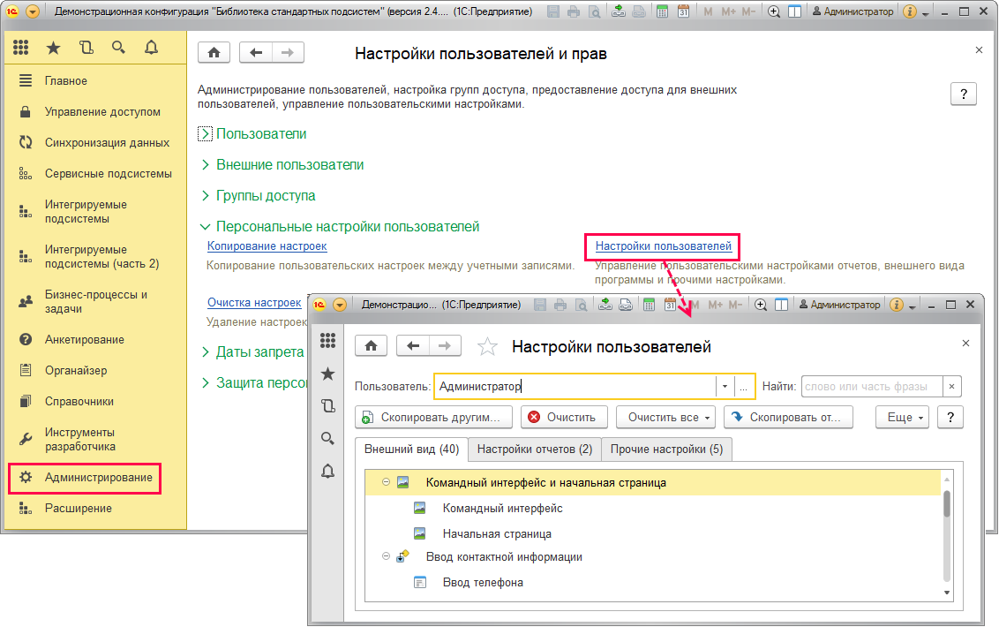 Демонстрационная конфигурация "Библиотека стандартных подсистем" (версия 2.4.... (1С:Предприятие)
M M+ M- Администратор
Главное
Управление доступом
Синхронизация данных
Сервисные подсистемы
Интегрируемые
подсистемы
Интегрируемые
подсистемы (часть 2)
Бизнес-процессы и
задачи
Анкетирование
Органайзер
Справочники
Инструменты
разработчика
Администрирование
Расширение
Настройки пользователей и прав
Администрирование пользователей, настройка групп доступа, предоставление доступа для внешних
пользователей, управление пользовательскими настройками.
?
Пользователи
Внешние пользователи
Группы доступа
Персональные настройки пользователей
Копирование настроек
Копирование пользовательских настроек между учетными записями.
Настройки пользователей
Управление пользовательскими настройками отчетов, внешнего вида
программы и прочими настройками.
Очистка настроек
Удаление настроек
Даты запрета
Защита персон
Демонстрацио... (1С:Предприятие)
M M+ M- Администратор
Настройки пользователей
Пользователь: Администратор ... Найти: слово или часть фразы ×
Скопировать другим... Очистить Очистить все Скопировать от... Еще ?
Внешний вид (40) Настройки отчетов (2) Прочие настройки (5)
Командный интерфейс и начальная страница
Командный интерфейс
Начальная страница
Ввод контактной информации
Ввод телефона